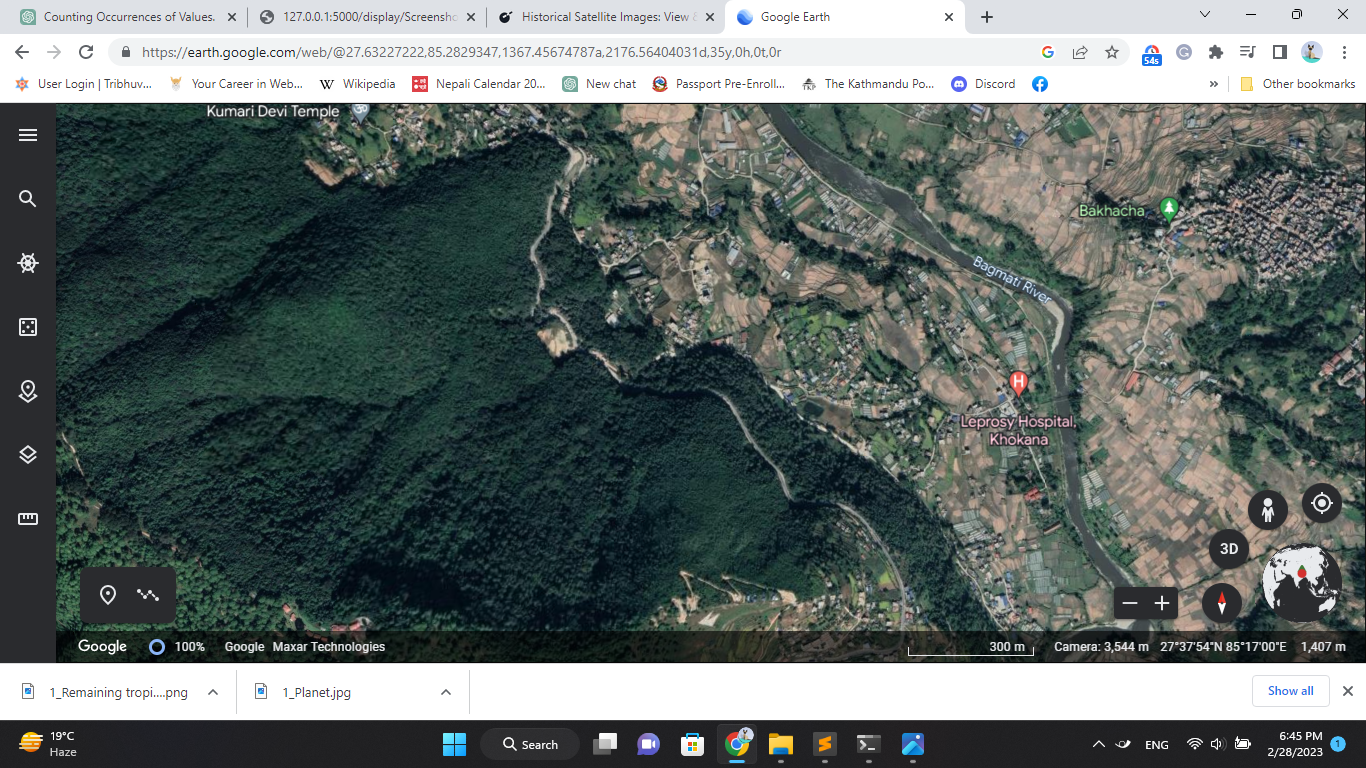 Counting Occurrences of Values.
127.0.0.1:5000/display/Screensho
Historical Satellite Images: View &
Google Earth
https://earth.google.com/web/@27.63227222,85.2829347,1367.45674787a,2176.56404031d,35y,0h,0t,0r
54s
User Login | Tribhuv...
Your Career in Web...
Wikipedia
Nepali Calendar 20...
New chat
Passport Pre-Enroll...
The Kathmandu Po...
Discord
Other bookmarks
Kumari Devi Temple
Bakhacha
Bagmati River
H
Leprosy Hospital,
Khokana
3D
Google
100%
Google Maxar Technologies
300 m
Camera: 3,544 m 27°37'54"N 85°17'00"E 1,407 m
1_Remaining tropi....png
1_Planet.jpg
Show all
19°C
Haze
Search
ENG
6:45 PM
2/28/2023
1